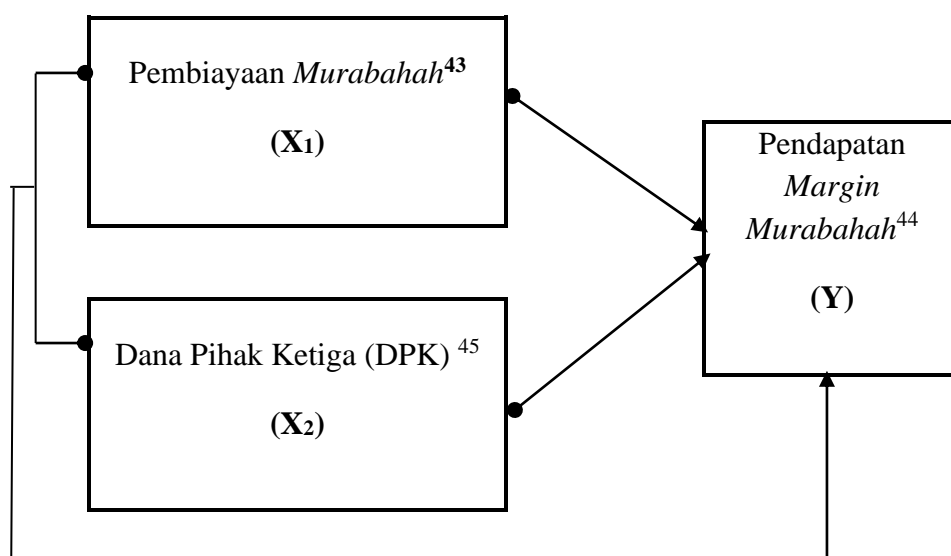 Pembiayaan Murabahah43
(X1)
Pendapatan
Margin
Murabahah44
(Y)
Dana Pihak Ketiga (DPK) 45
(X2)